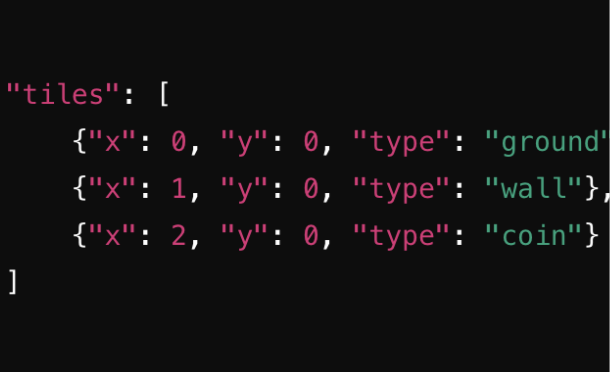 "tiles": [
    {"x": 0, "y": 0, "type": "ground"
    {"x": 1, "y": 0, "type": "wall"},
    {"x": 2, "y": 0, "type": "coin"}
]